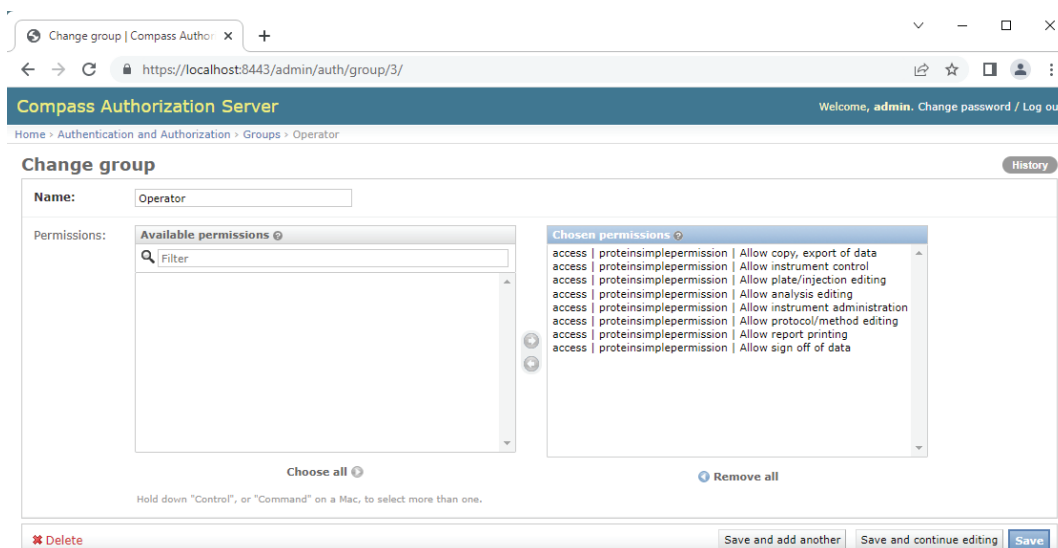 Change group | Compass Author
https://localhost:8443/admin/auth/group/3/
Compass Authorization Server
Welcome, admin. Change password / Log ou
Home › Authentication and Authorization › Groups › Operator
Change group
History
Name:
Operator
Permissions:
Available permissions
Filter
Chosen permissions
access | proteinsimplepermission | Allow copy, export of data
access | proteinsimplepermission | Allow instrument control
access | proteinsimplepermission | Allow plate/injection editing
access | proteinsimplepermission | Allow analysis editing
access | proteinsimplepermission | Allow instrument administration
access | proteinsimplepermission | Allow protocol/method editing
access | proteinsimplepermission | Allow report printing
access | proteinsimplepermission | Allow sign off of data
Choose all
Remove all
Hold down "Control", or "Command" on a Mac, to select more than one.
Delete
Save and add another
Save and continue editing
Save